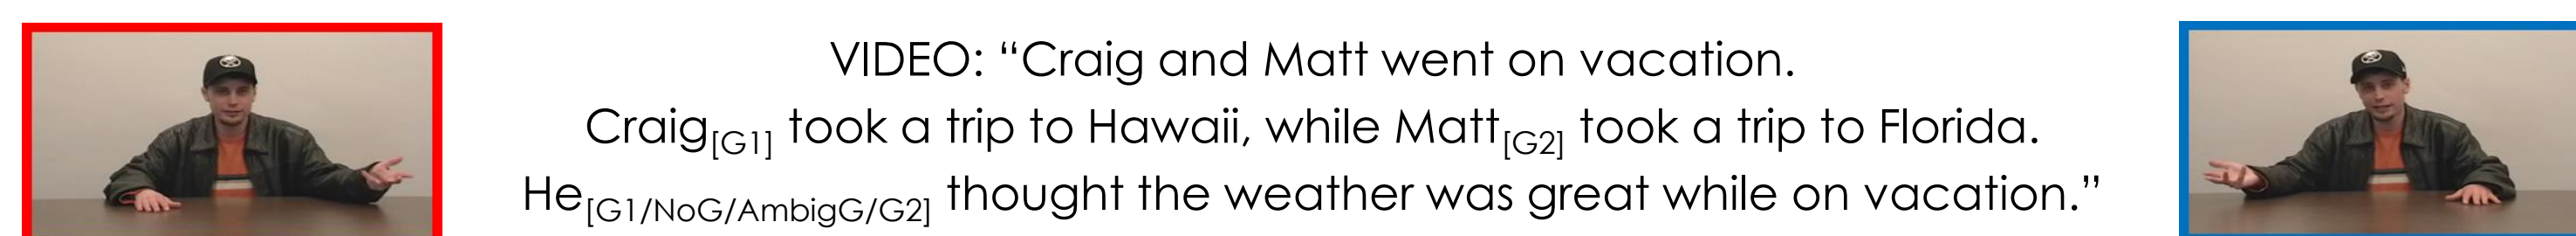 VIDEO: “Craig and Matt went on vacation.
Craig[G1] took a trip to Hawaii, while Matt[G2] took a trip to Florida.
He[G1/NoG/AmbigG/G2] thought the weather was great while on vacation.”